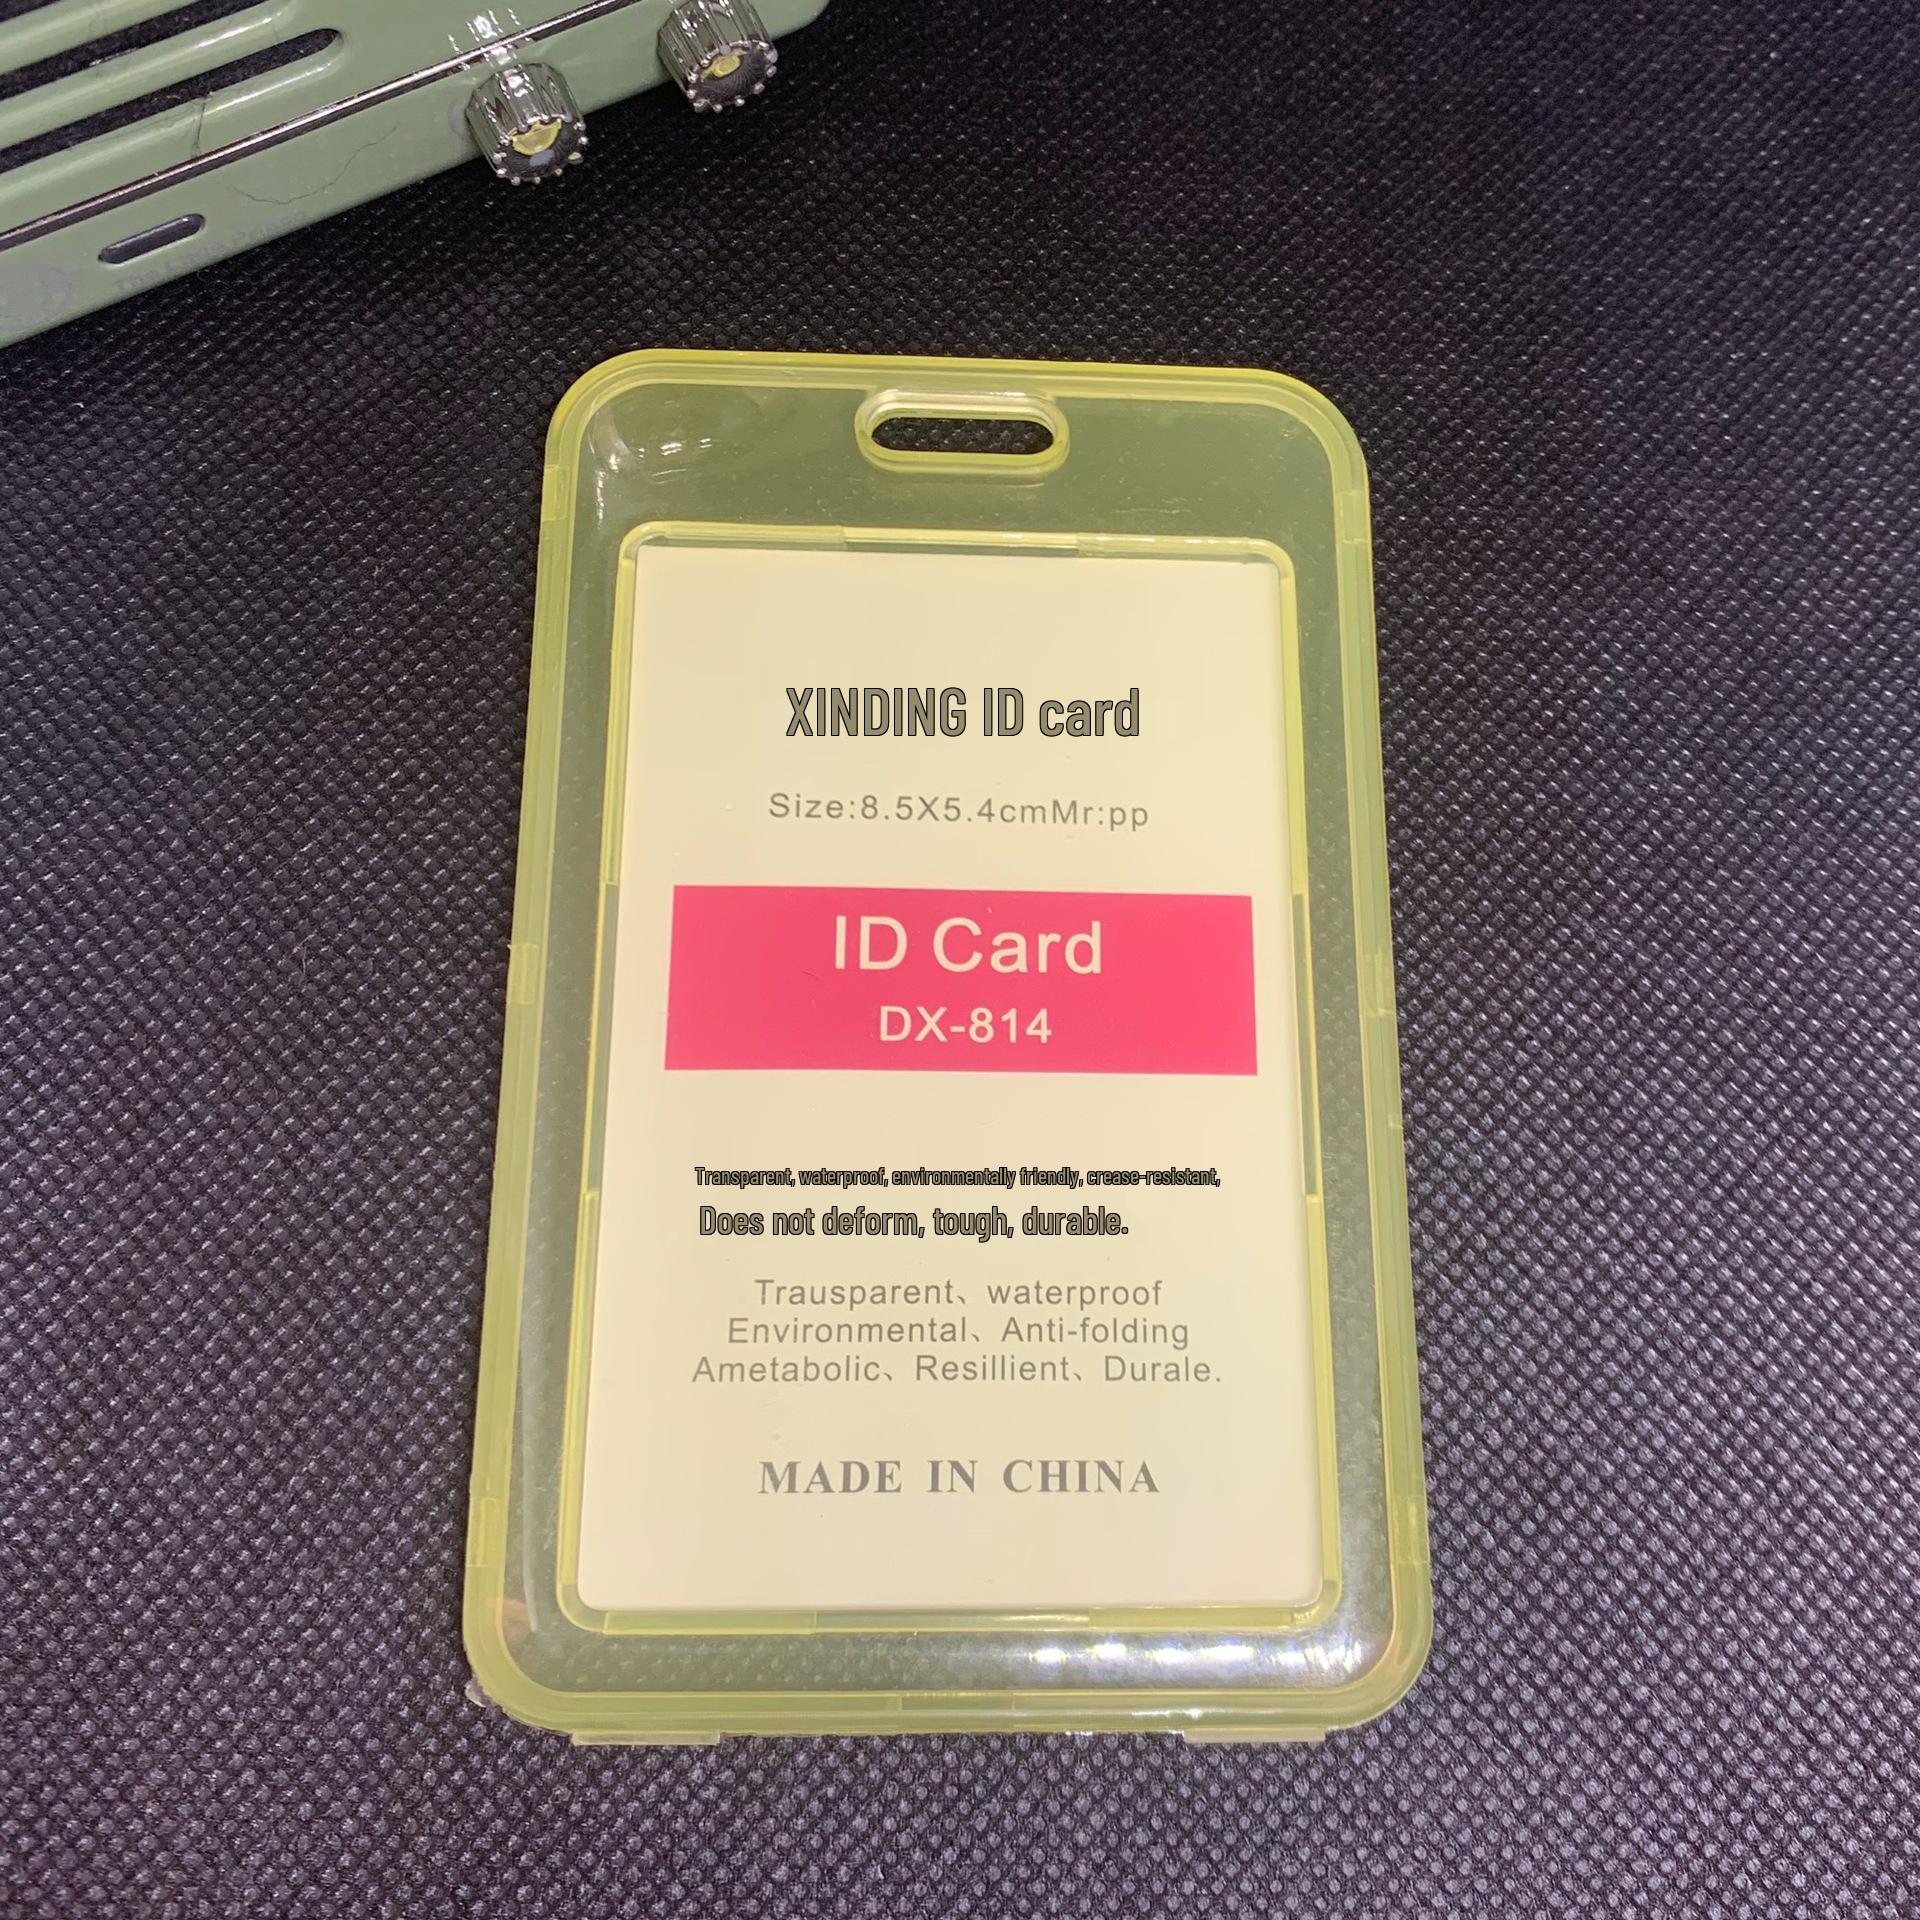 XINDING ID card
Size:8.5X5.4cmMr:pp
ID Card
DX-814
Transparent, waterproof, environmentally friendly, crease-resistant,
Does not deform, tough, durable.
Trausparent、waterproof
Environmental、Anti-folding
Ametabolic、Resillient、Durale.
MADE IN CHINA